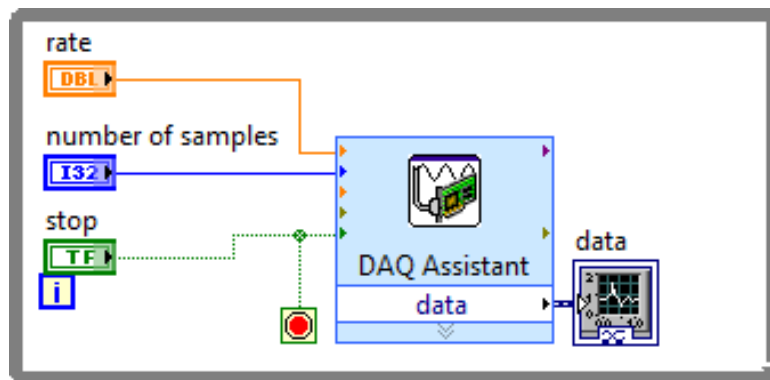 rate
DBL
number of samples
I32
stop
TF
i
DAQ Assistant
data
data